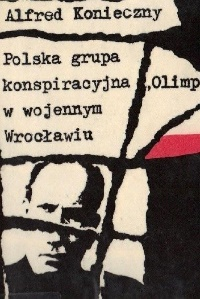 Alfred Konieczny
Polska grupa
konspiracyjna „Olimp
w wojennym
Wrocławiu